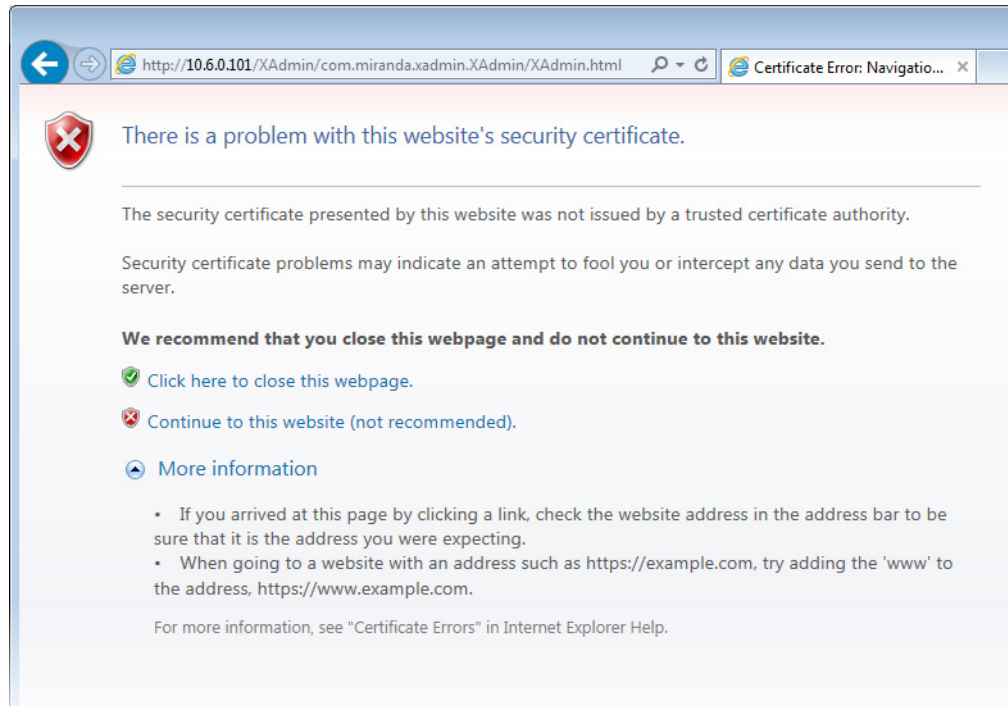 http://10.6.0.101/XAdmin/com.miranda.xadmin.XAdmin/XAdmin.html
Certificate Error: Navigatio...
There is a problem with this website's security certificate.
The security certificate presented by this website was not issued by a trusted certificate authority.
Security certificate problems may indicate an attempt to fool you or intercept any data you send to the
server.
We recommend that you close this webpage and do not continue to this website.
Click here to close this webpage.
Continue to this website (not recommended).
More information
• If you arrived at this page by clicking a link, check the website address in the address bar to be
sure that it is the address you were expecting.
• When going to a website with an address such as https://example.com, try adding the 'www' to
the address, https://www.example.com.
For more information, see "Certificate Errors" in Internet Explorer Help.